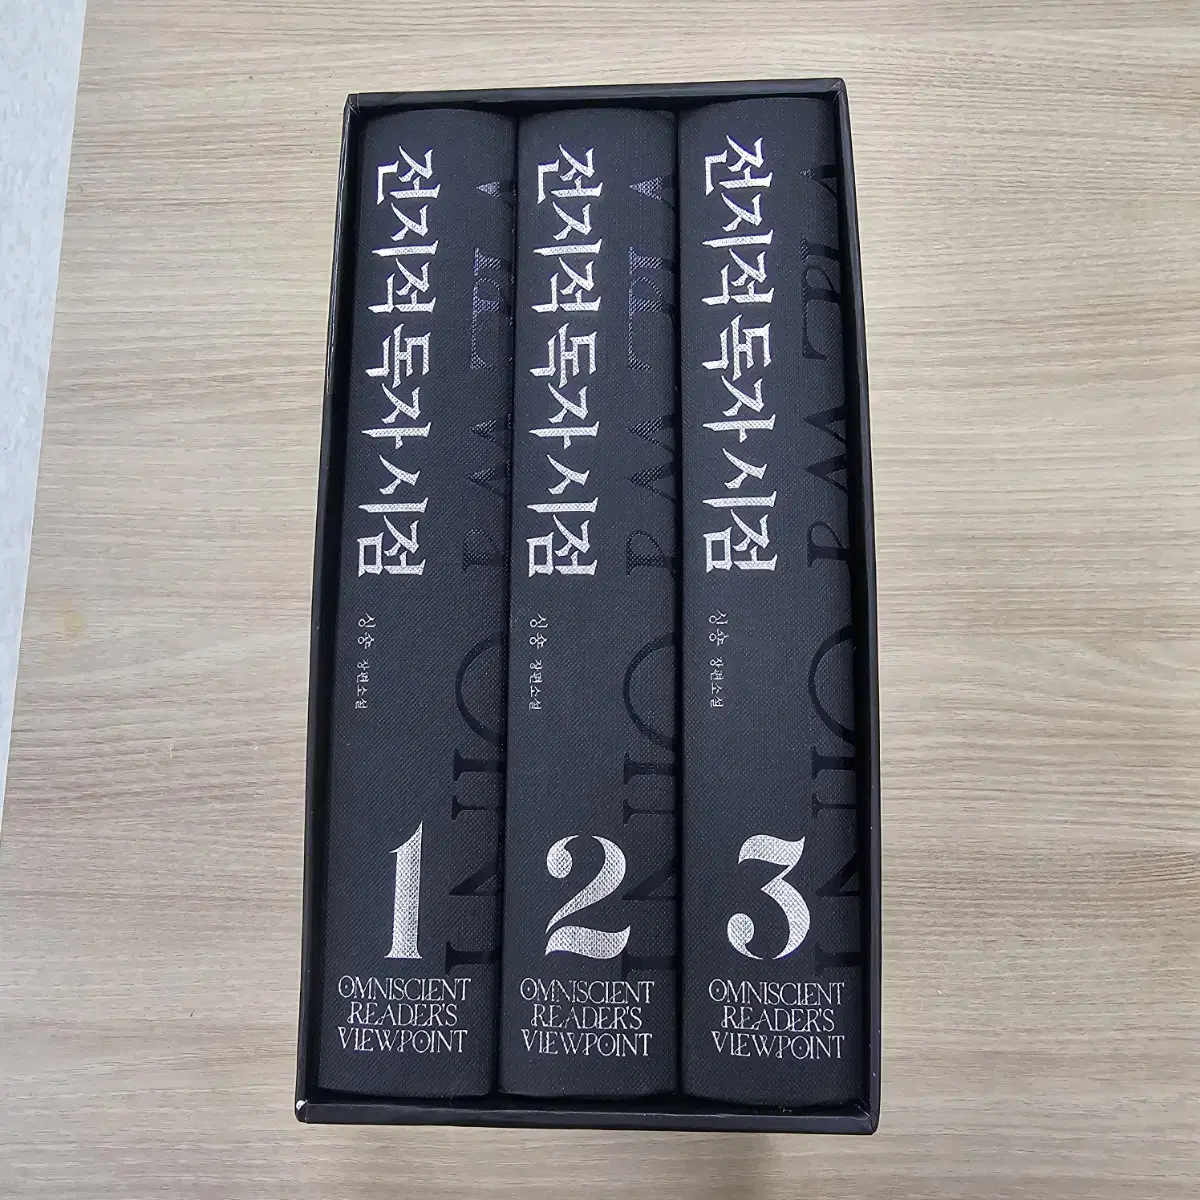 전지적 독자 시점
싱숑 장편소설
1
OMNISCIENT
READER'S
VIEWPOINT
전지적 독자 시점
싱숑 장편소설
2
OMNISCIENT
READER'S
VIEWPOINT
전지적 독자 시점
싱숑 장편소설
3
OMNISCIENT
READER'S
VIEWPOINT